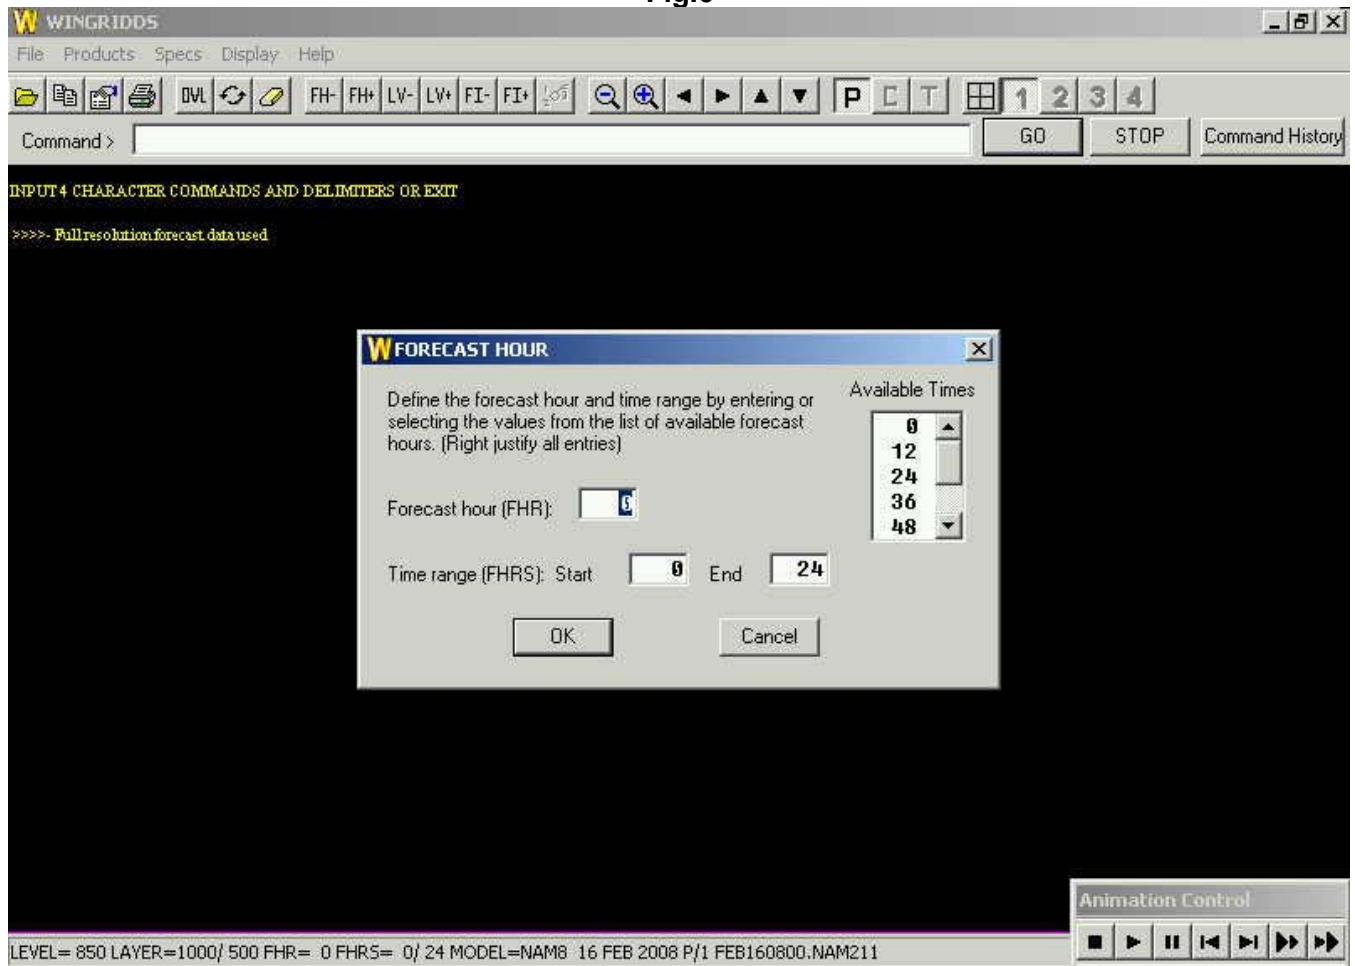 WINGRIDDS
File Products Specs Display Help
OVL FH- FH+ LV- LV+ FI- FI+ P C T 1 2 3 4
Command > GO STOP Command History
INPUT 4 CHARACTER COMMANDS AND DELIMITERS OR EXIT
>>>>- Full resolution forecast data used
FORECAST HOUR
Define the forecast hour and time range by entering or
selecting the values from the list of available forecast
hours. (Right justify all entries)
Available Times
0
12
24
36
48
Forecast hour (FHR):
Time range (FHRS): Start 0 End 24
OK Cancel
Animation Control
LEVEL= 850 LAYER=1000/ 500 FHR= 0 FHRS= 0/ 24 MODEL=NAM8 16 FEB 2008 P/1 FEB160800.NAM211